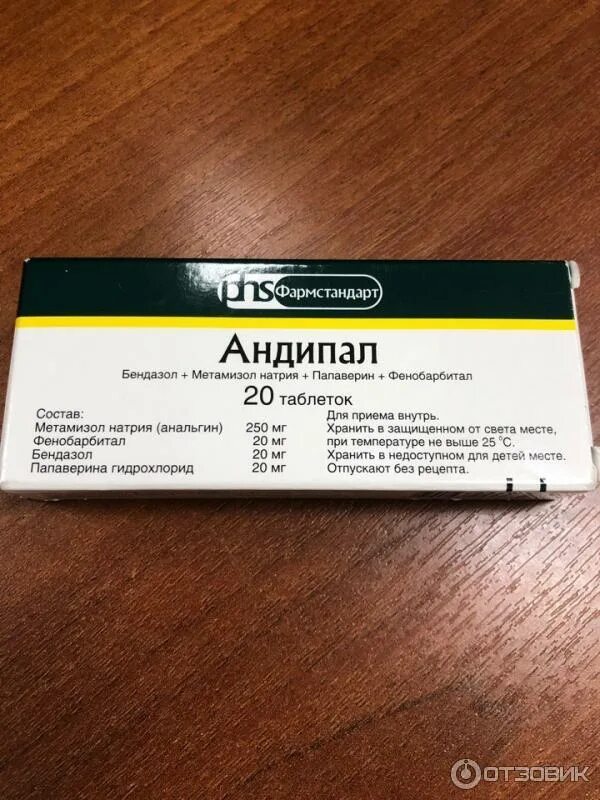 phs Фармстандарт
Андипал
Бендазол + Метамизол натрия + Папаверин + Фенобарбитал
20 таблеток
Состав:
Метамизол натрия (анальгин) 250 мг
Фенобарбитал 20 мг
Бендазол 20 мг
Папаверина гидрохлорид 20 мг
Для приема внутрь.
Хранить в защищенном от света месте,
при температуре не выше 25 °С.
Хранить в недоступном для детей месте.
Отпускают без рецепта.
ОТЗОВИК